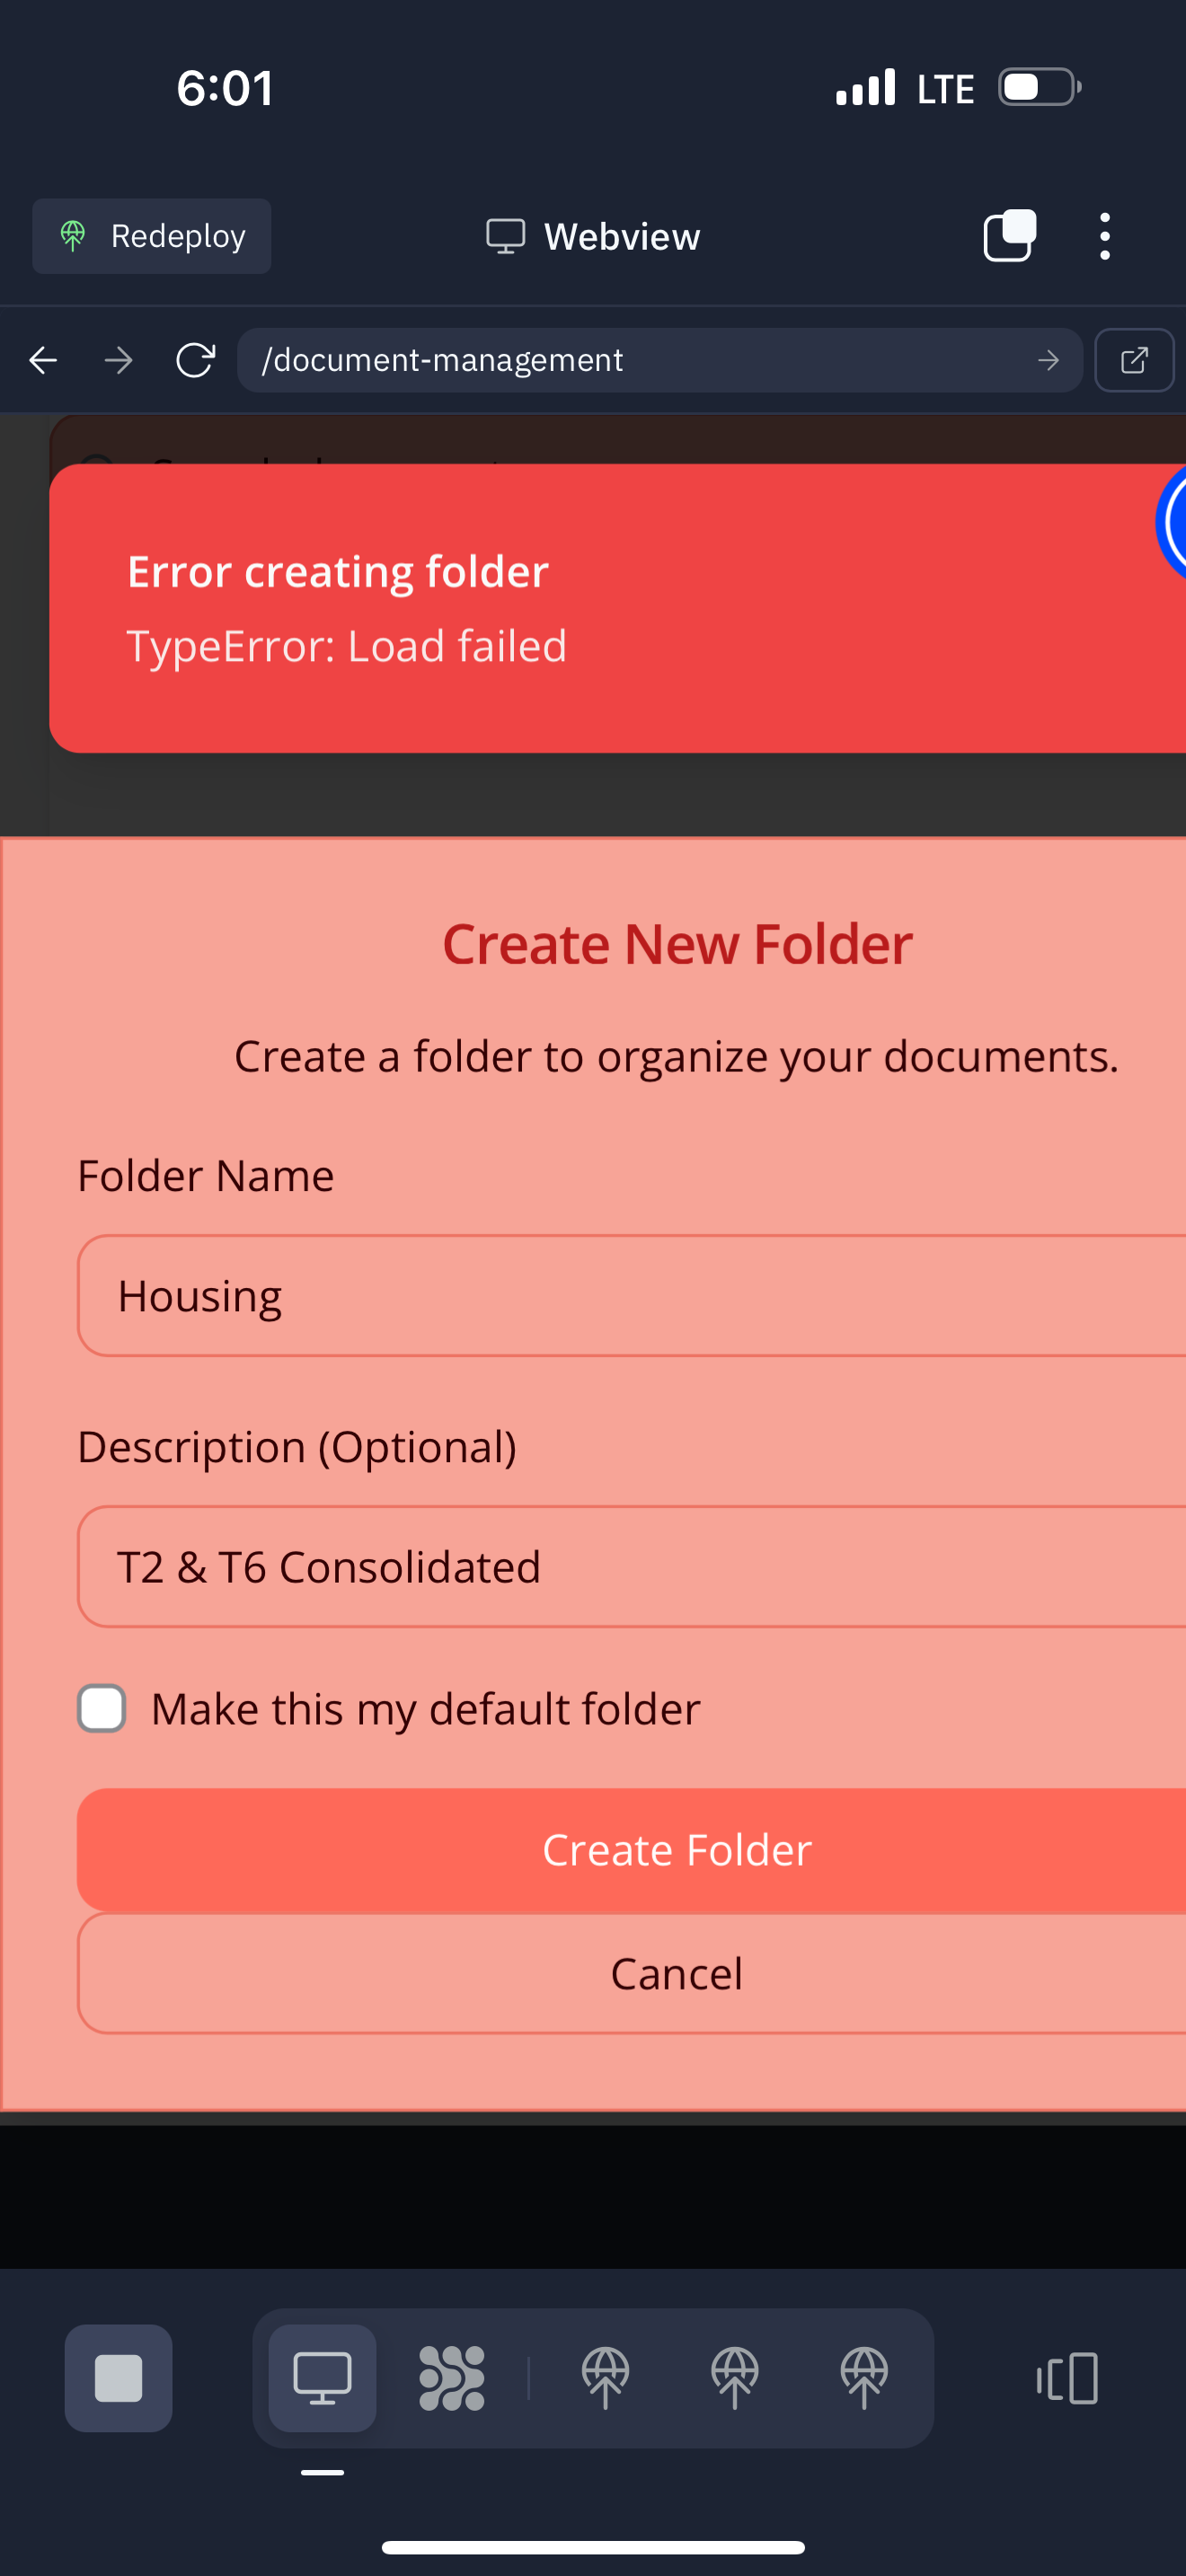 6:01
LTE
Redeploy
Webview
/document-management
Error creating folder
TypeError: Load failed
Create New Folder
Create a folder to organize your documents.
Folder Name
Housing
Description (Optional)
T2 & T6 Consolidated
Make this my default folder
Create Folder
Cancel